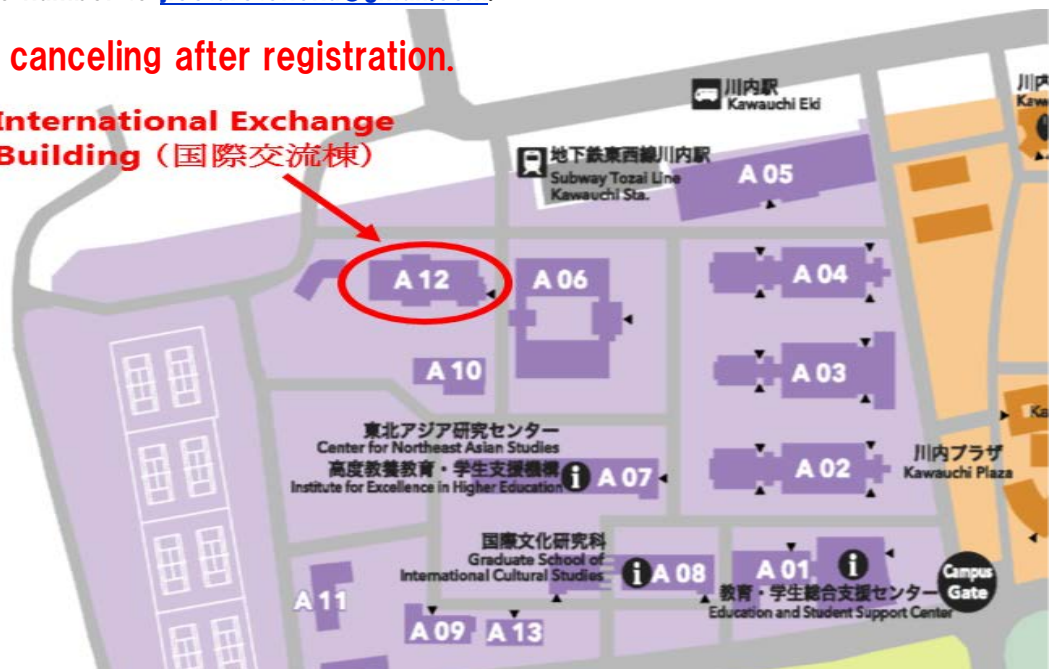 canceling after registration.
International Exchange
Building（国際交流棟）
川内駅
Kawauchi Eki
地下鉄東西線川内駅
Subway Tozai Line
Kawauchi Sta.
A 05
A 12
A 06
A 04
A 10
A 03
東北アジア研究センター
Center for Northeast Asian Studies
高度教養教育・学生支援機構
Institute for Excellence in Higher Education
A 07
A 02
川内プラザ
Kawauchi Plaza
国際文化研究科
Graduate School of
International Cultural Studies
A 08
A 01
教育・学生総合支援センター
Education and Student Support Center
Campus
Gate
A 11
A 09
A 13